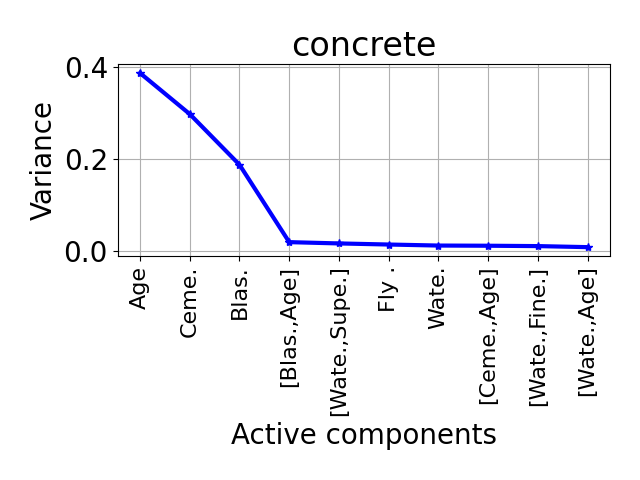 concrete
Variance
0.4
0.2
0.0
Age
Ceme.
Blas.
[Blas.,Age]
[Wate.,Supe.]
Fly .
Wate.
[Ceme.,Age]
[Wate.,Fine.]
[Wate.,Age]
Active components